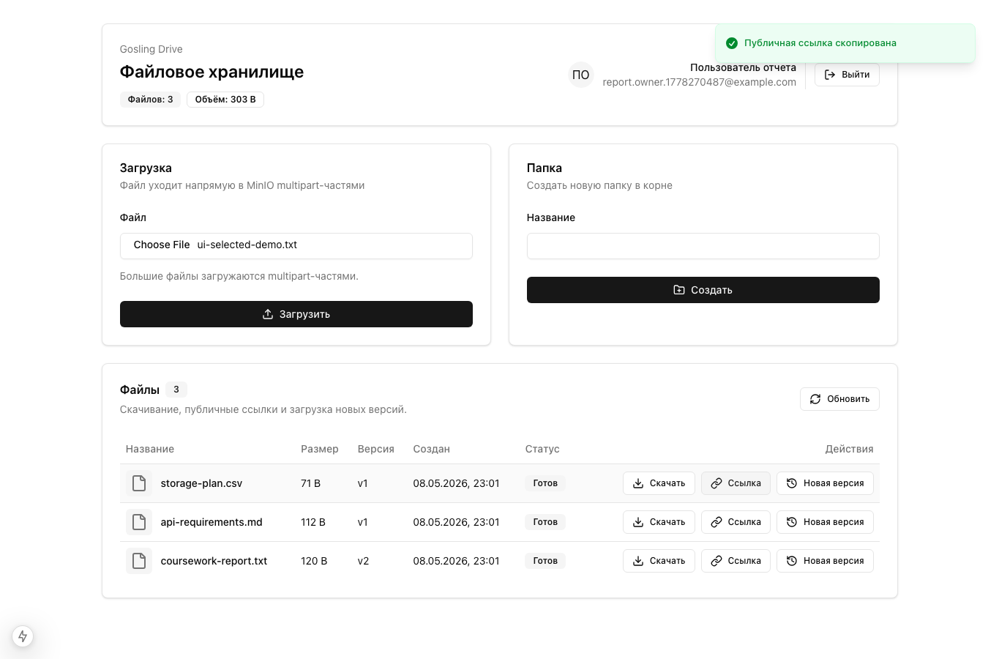 Gosling Drive
Файловое хранилище
Файлов: 3 Объём: 303 B
ПО
Пользователь отчета
report.owner.1778270487@example.com
Выйти
Публичная ссылка скопирована
Загрузка
Файл уходит напрямую в MinIO multipart-частями
Файл
Choose File ui-selected-demo.txt
Большие файлы загружаются multipart-частями.
Загрузить
Папка
Создать новую папку в корне
Название
Создать
Файлы 3
Скачивание, публичные ссылки и загрузка новых версий.
Обновить
Название Размер Версия Создан Статус Действия
storage-plan.csv 71 B v1 08.05.2026, 23:01 Готов Скачать Ссылка Новая версия
api-requirements.md 112 B v1 08.05.2026, 23:01 Готов Скачать Ссылка Новая версия
coursework-report.txt 120 B v2 08.05.2026, 23:01 Готов Скачать Ссылка Новая версия